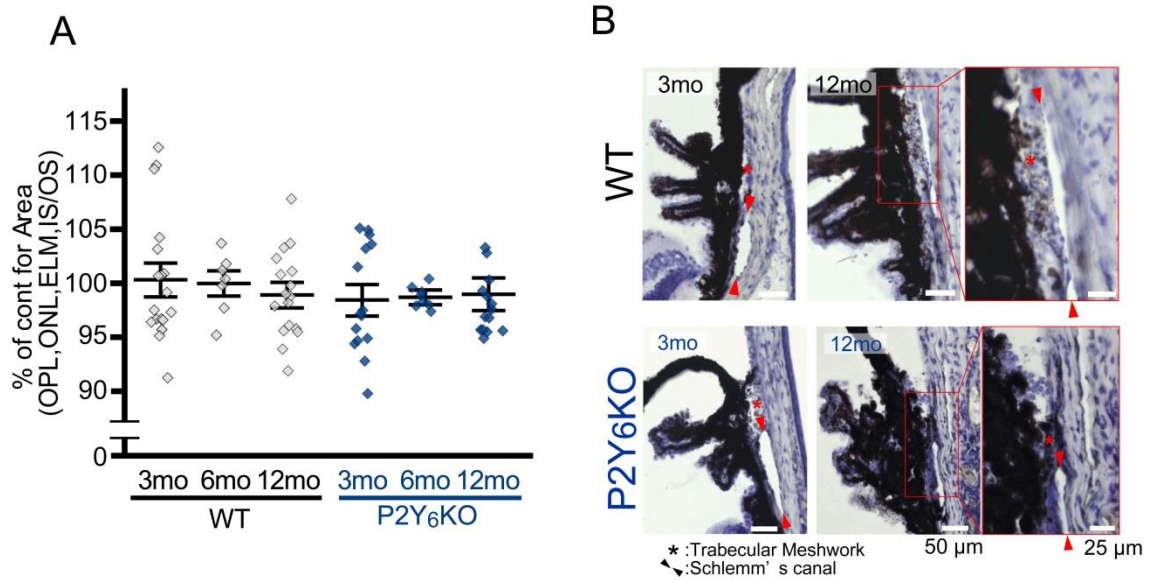 A
% of cont for Area
(OPL,ONL,ELM,IS/OS)
115
110
105
100
95
90
0
3mo 6mo 12mo 3mo 6mo 12mo
WT P2Y6KO
B
WT
3mo 12mo
*
*
*
P2Y6KO
3mo 12mo
*
*
50 μm 25 μm
* :Trabecular Meshwork
:Schlemm' s canal